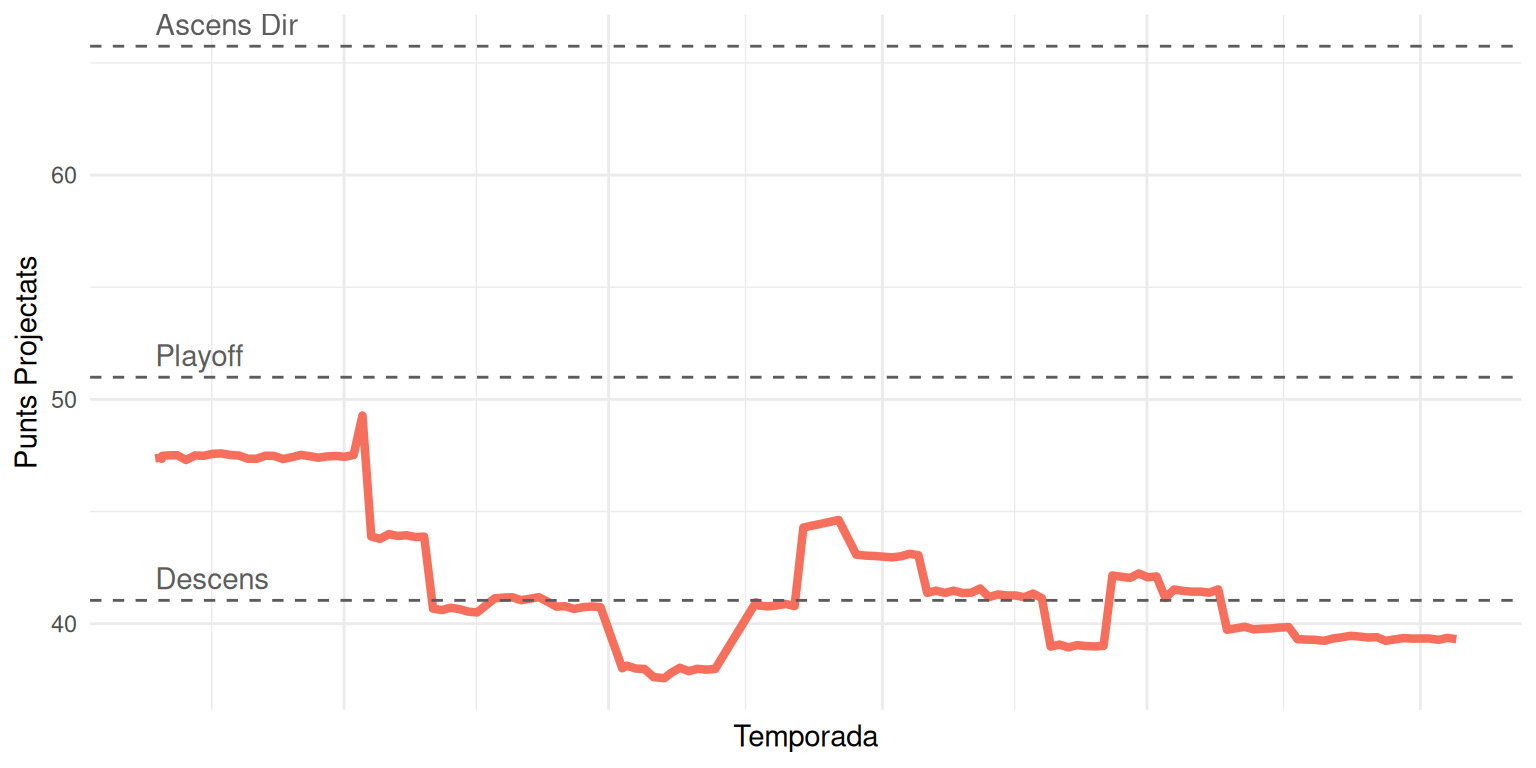 Ascens Dir
60
Playoff
50
Descens
40
Punts Projectats
Temporada